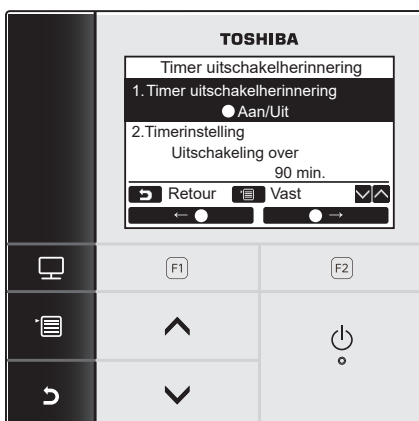 TOSHIBA
Timer uitschakelherinnering
1.Timer uitschakelherinnering
Aan/Uit
2.Timerinstelling
Uitschakeling over
90 min.
Retour Vast
← →
F1 F2